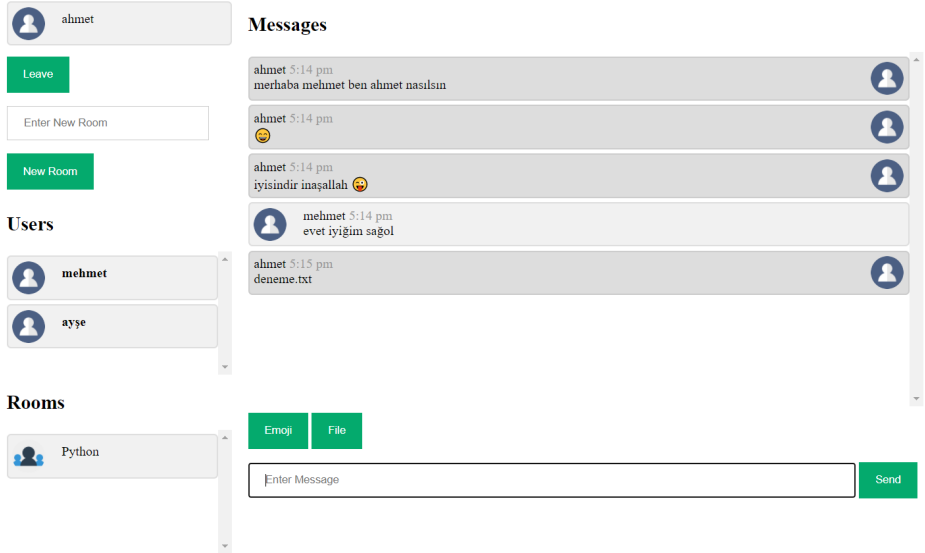 ahmet
Leave
Enter New Room
New Room
Users
mehmet
ayşe
Rooms
Python
Messages
ahmet 5:14 pm
merhaba mehmet ben ahmet nasılsın
ahmet 5:14 pm
😄
ahmet 5:14 pm
iyisindir inaşallah 😜
mehmet 5:14 pm
evet iyiğim sağol
ahmet 5:15 pm
deneme.txt
Emoji File
Enter Message
Send